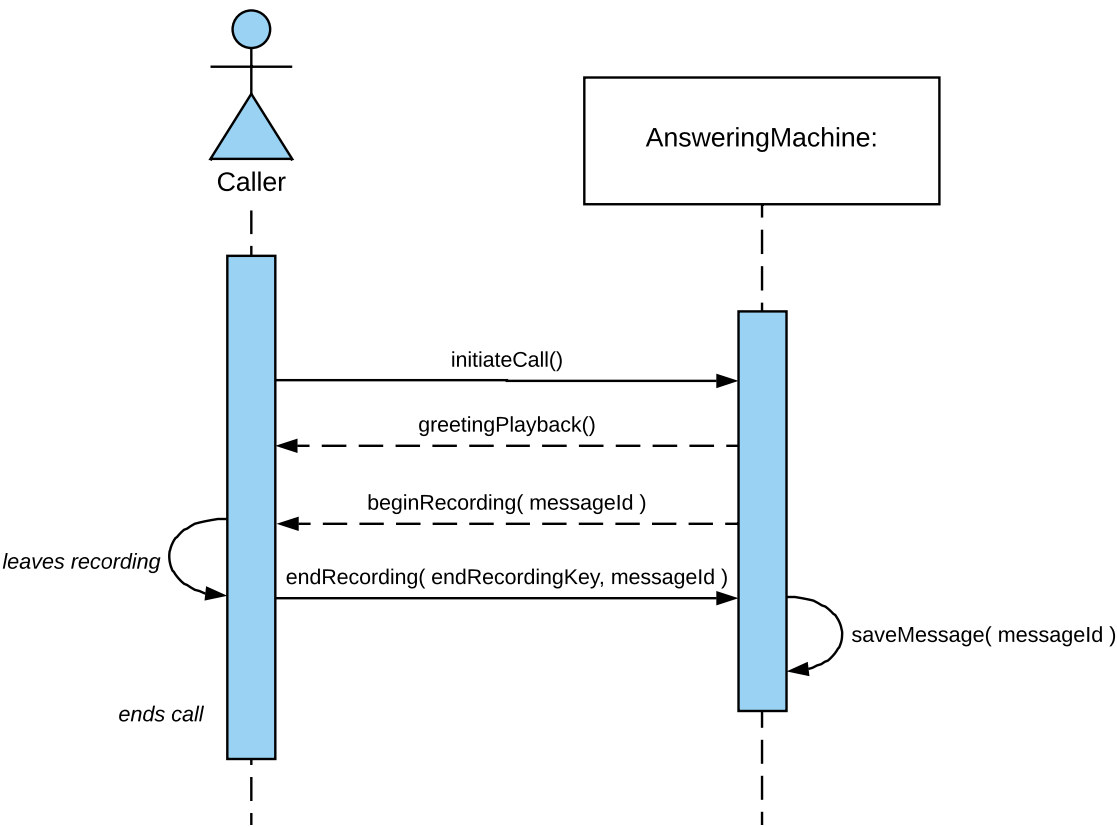 AnsweringMachine:
Caller
initiateCall()
greetingPlayback()
beginRecording( messageId )
leaves recording
endRecording( endRecordingKey, messageId )
saveMessage( messageId )
ends call